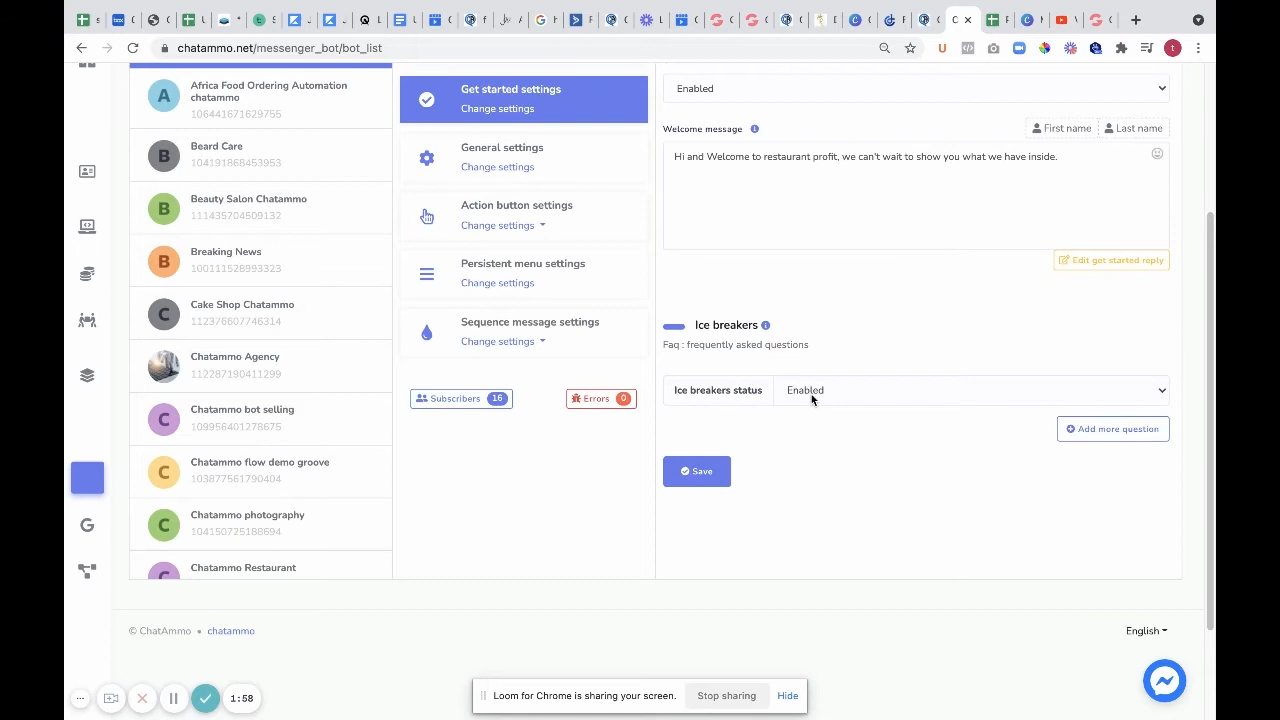 chatammo.net/messenger_bot/bot_list
Africa Food Ordering Automation
chatammo
106441671629755
Beard Care
104191868453953
Beauty Salon Chatammo
111435704509132
Breaking News
100111528993323
Cake Shop Chatammo
112376607746314
Chatammo Agency
112287190411299
Chatammo bot selling
109956401278675
Chatammo flow demo groove
103877561790404
Chatammo photography
104150725188694
Chatammo Restaurant
Get started settings
Change settings
General settings
Change settings
Action button settings
Change settings
Persistent menu settings
Change settings
Sequence message settings
Change settings
Subscribers 16
Errors 0
Enabled
Welcome message
First name
Last name
Hi and Welcome to restaurant profit, we can't wait to show you what we have inside.
Edit get started reply
Ice breakers
Faq : frequently asked questions
Ice breakers status
Enabled
Add more question
Save
© ChatAmmo • chatammo
English
1:58
Loom for Chrome is sharing your screen.
Stop sharing
Hide